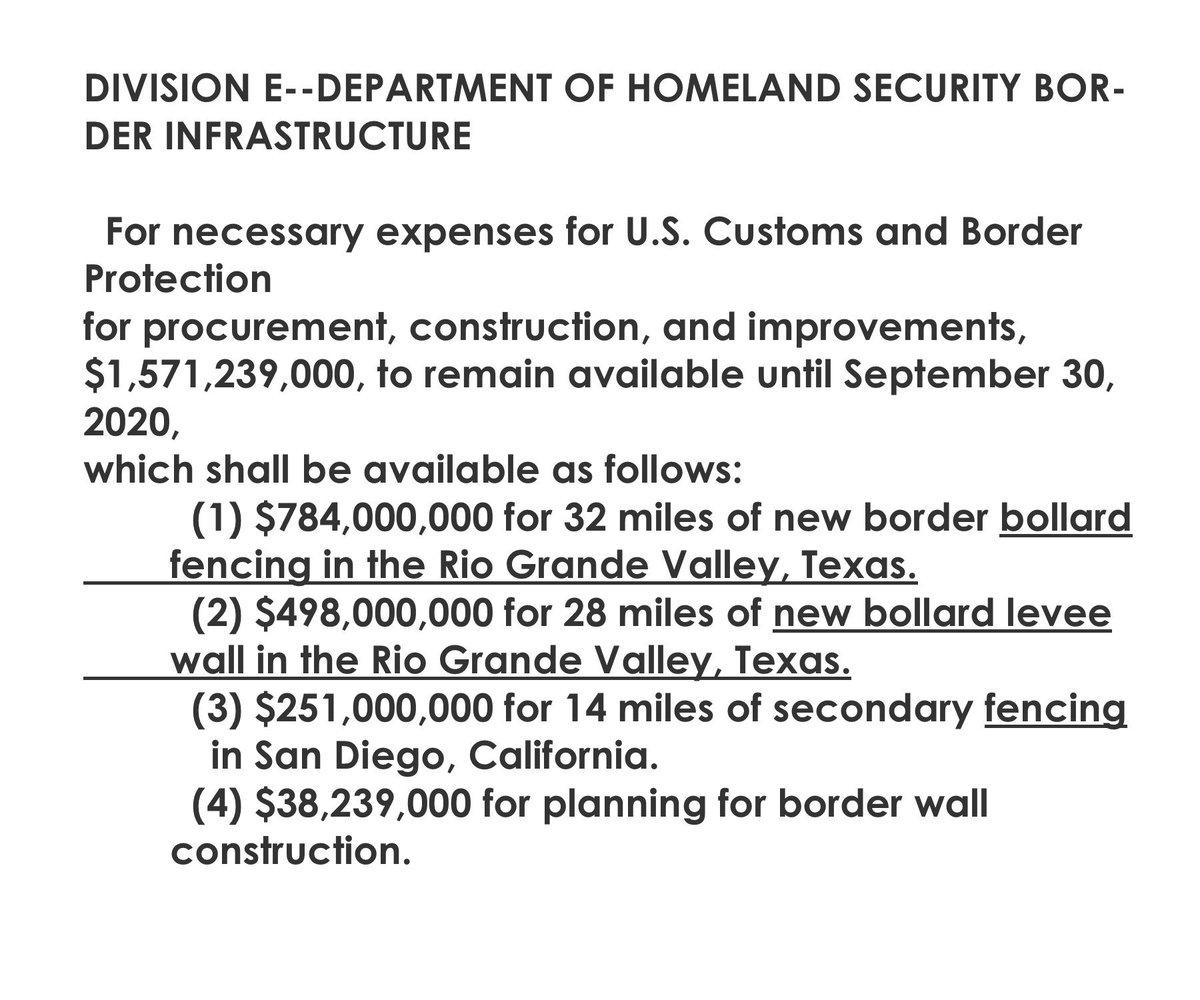 DIVISION E--DEPARTMENT OF HOMELAND SECURITY BOR-
DER INFRASTRUCTURE
For necessary expenses for U.S. Customs and Border
Protection
for procurement, construction, and improvements,
$1,571,239,000, to remain available until September 30,
2020,
which shall be available as follows:
(1) $784,000,000 for 32 miles of new border bollard
fencing in the Rio Grande Valley, Texas.
(2) $498,000,000 for 28 miles of new bollard levee
wall in the Rio Grande Valley, Texas.
(3) $251,000,000 for 14 miles of secondary fencing
in San Diego, California.
(4) $38,239,000 for planning for border wall
construction.